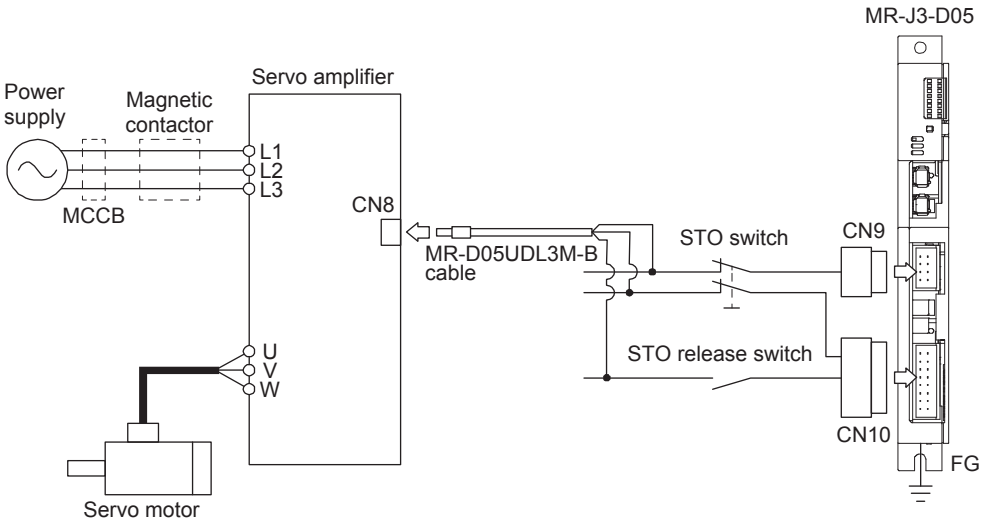 MR-J3-D05
Servo amplifier
Power
supply
Magnetic
contactor
L1
L2
L3
MCCB
CN8
MR-D05UDL3M-B
cable
STO switch
CN9
STO release switch
CN10
FG
U
V
W
Servo motor